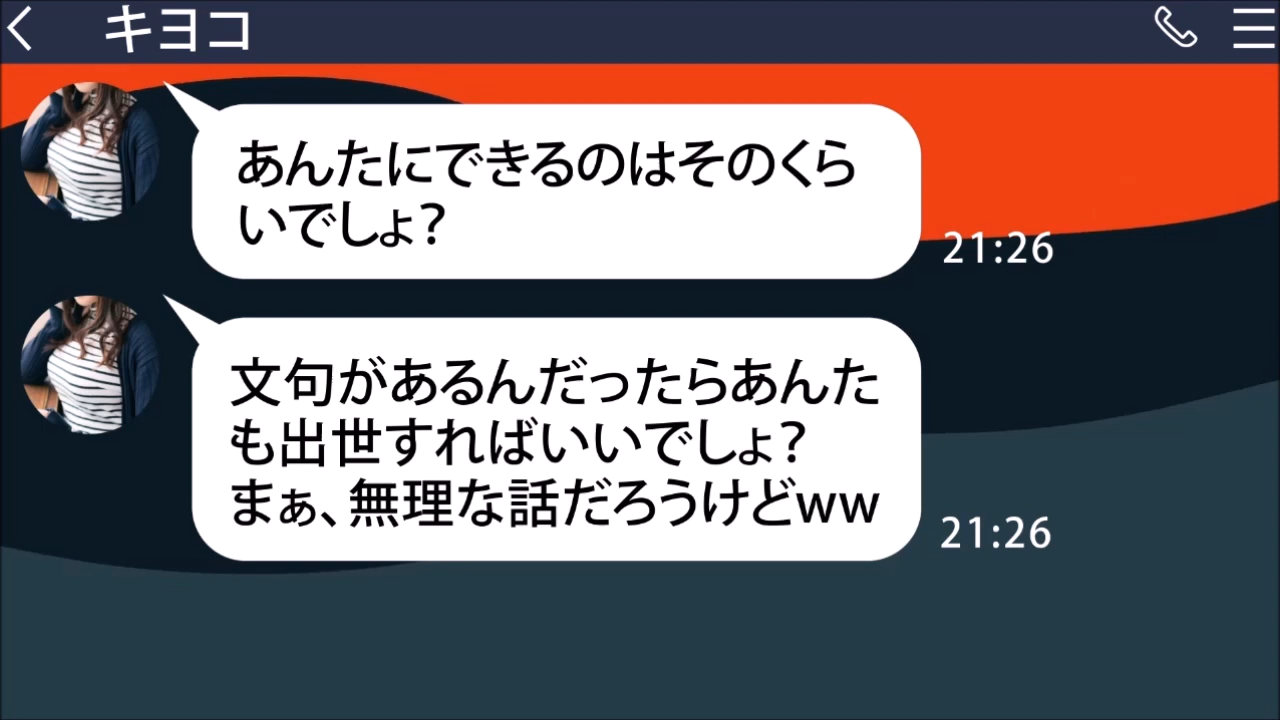 キヨコ
あんたにできるのはそのくら
いでしょ?
21:26
文句があるんだったらあんた
も出世すればいいでしょ?
まぁ、無理な話だろうけどww
21:26